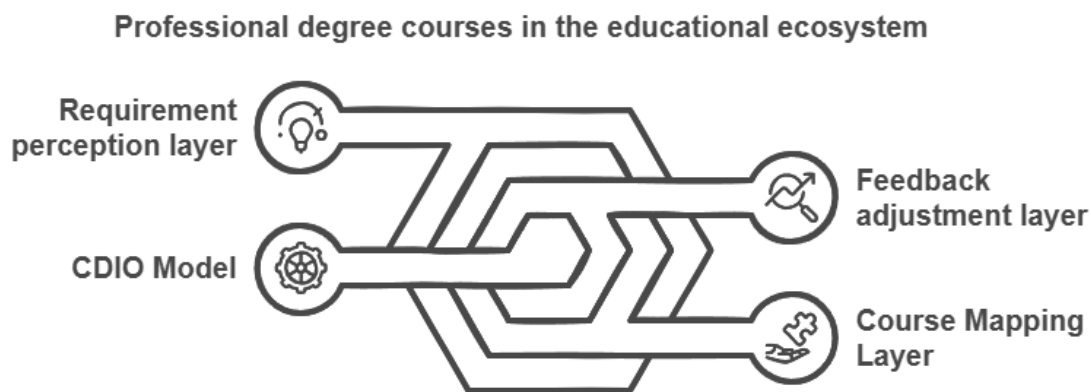 Professional degree courses in the educational ecosystem
Requirement
perception layer
Feedback
adjustment layer
CDIO Model
Course Mapping
Layer